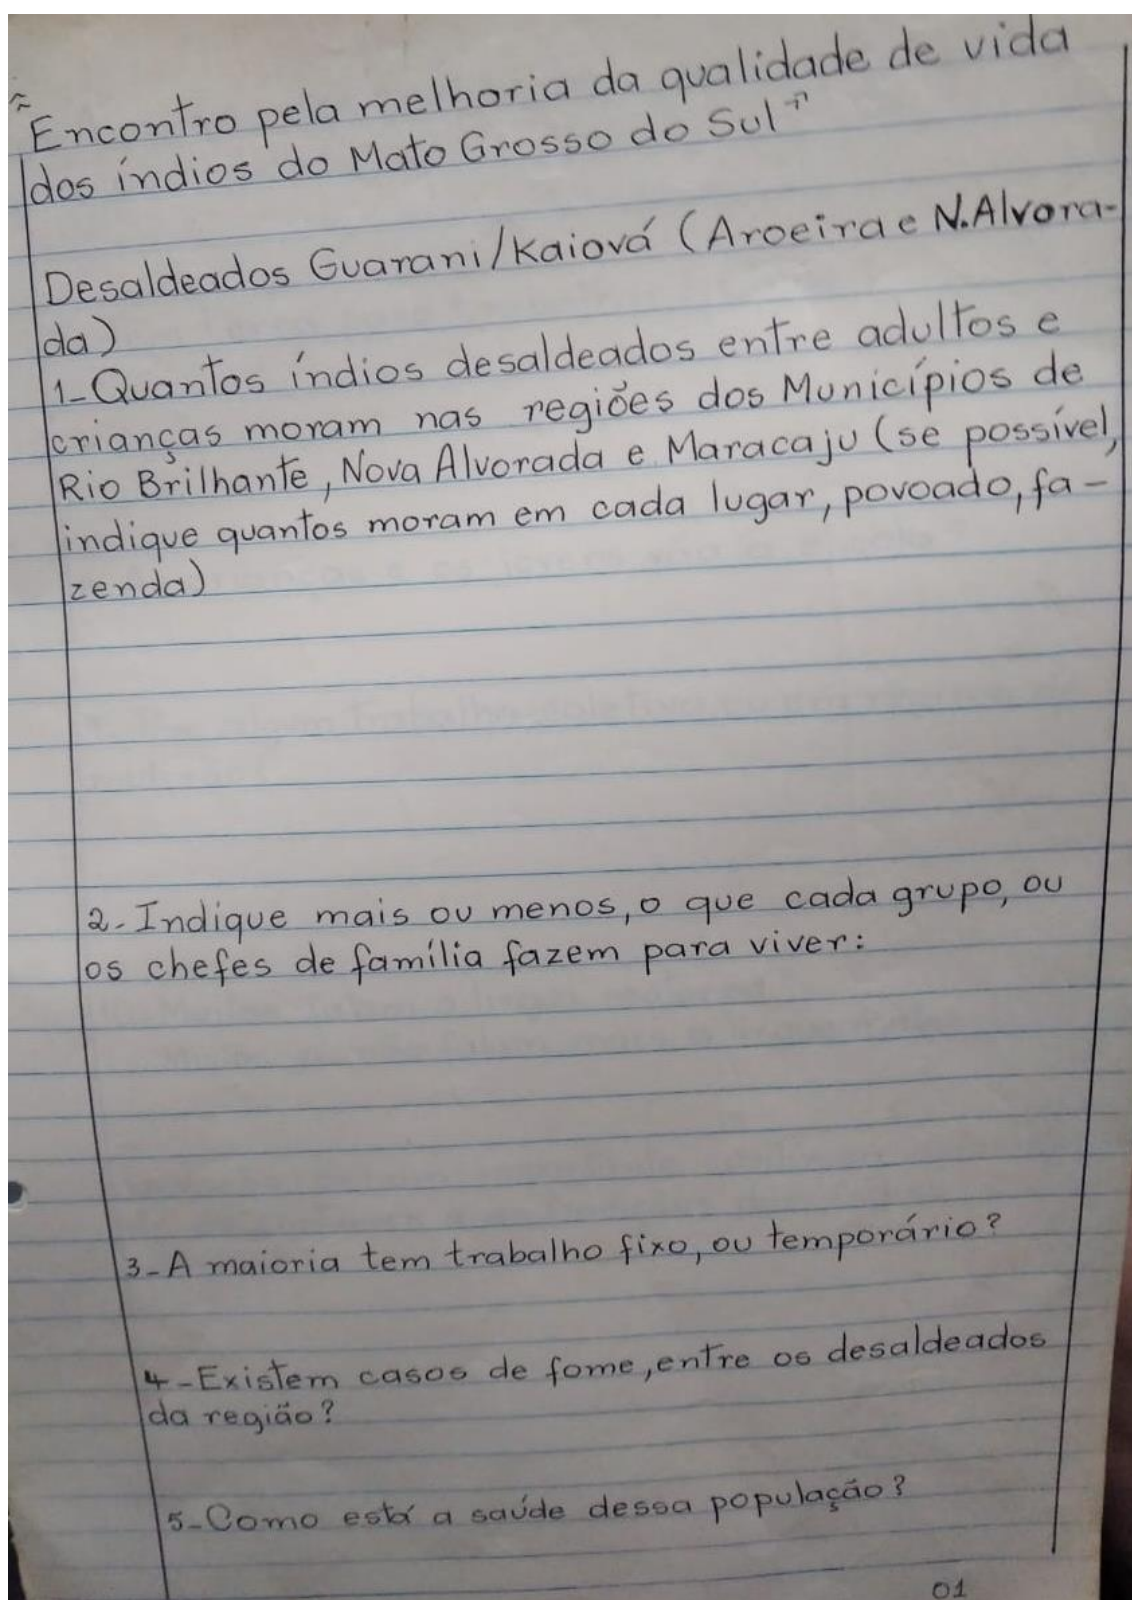 "Encontro pela melhoria da qualidade de vida
dos índios do Mato Grosso do Sul"
Desaldeados Guarani/Kaiová (Aroeira e N.Alvora-
da)
1-Quantos índios desaldeados entre adultos e
crianças moram nas regiões dos Municípios de
Rio Brilhante, Nova Alvorada e Maracaju (se possível,
indique quantos moram em cada lugar, povoado, fa-
zenda)
2-Indique mais ou menos, o que cada grupo, ou
os chefes de família fazem para viver:
3-A maioria tem trabalho fixo, ou temporário?
4-Existem casos de fome, entre os desaldeados
da região?
5-Como está a saúde dessa população?
01